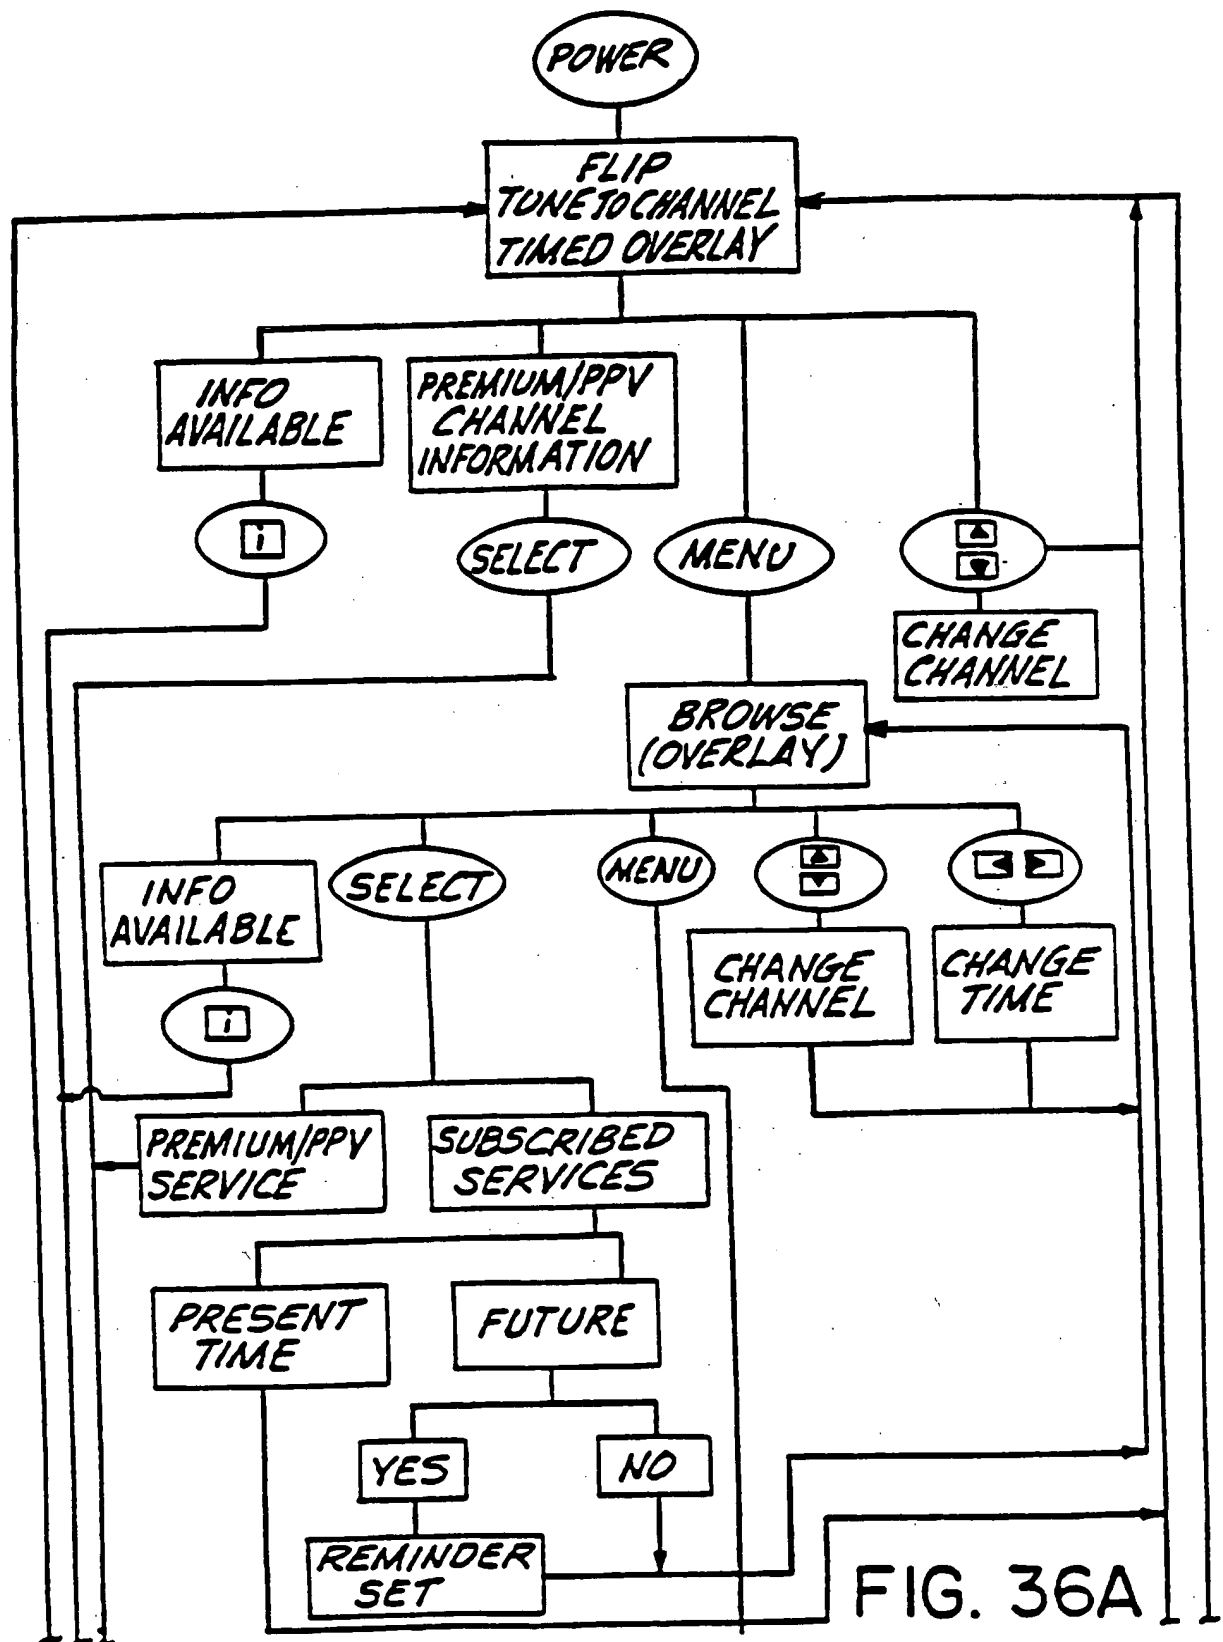 POWER
FLIP
TUNE TO CHANNEL
TIMED OVERLAY
INFO
AVAILABLE
PREMIUM/PPV
CHANNEL
INFORMATION
i
SELECT
MENU
CHANGE
CHANNEL
BROWSE
(OVERLAY)
INFO
AVAILABLE
SELECT
MENU
CHANGE
CHANNEL
CHANGE
TIME
i
PREMIUM/PPV
SERVICE
SUBSCRIBED
SERVICES
PRESENT
TIME
FUTURE
YES
NO
REMINDER
SET
FIG. 36A